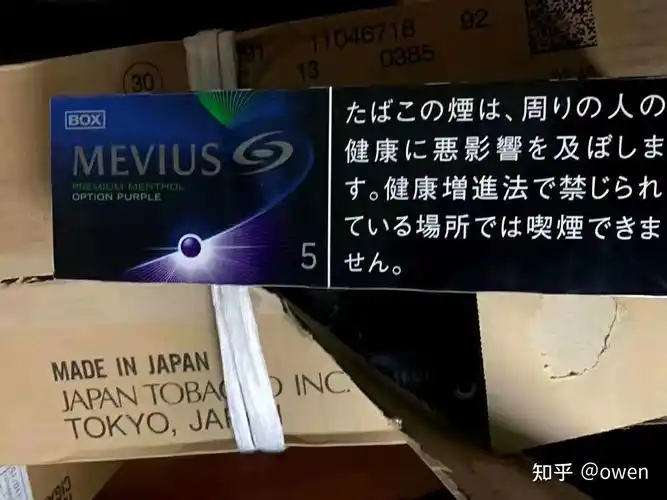 92
11046718
13 0385
30
BOX
MEVIUS
PREMIUM MENTHOL
OPTION PURPLE
5
たばこの煙は、周りの人の
健康に悪影響を及ぼしま
す。健康増進法で禁じられ
ている場所では喫煙できま
せん。
MADE IN JAPAN
JAPAN TOBACCO INC.
TOKYO, JAPAN
知乎 @owen